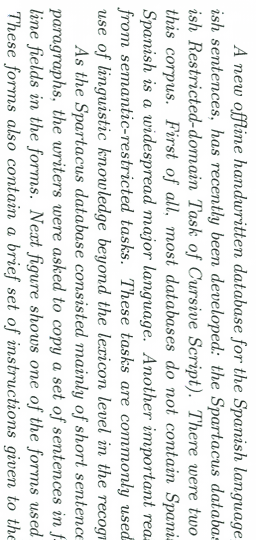 A new offline handwritten database for the Spanish language
ish sentences, has recently been developed: the Spartacus databas
ish Restricted-domain Task of Cursive Script). There were two
this corpus. First of all, most databases do not contain Spani
Spanish is a widespread major language. Another important rea
from semantic-restricted tasks. These tasks are commonly used
use of linguistic knowledge beyond the lexicon level in the recogn
As the Spartacus database consisted mainly of short sentence
paragraphs, the writers were asked to copy a set of sentences in f
line fields in the forms. Next figure shows one of the forms used
These forms also contain a brief set of instructions given to the